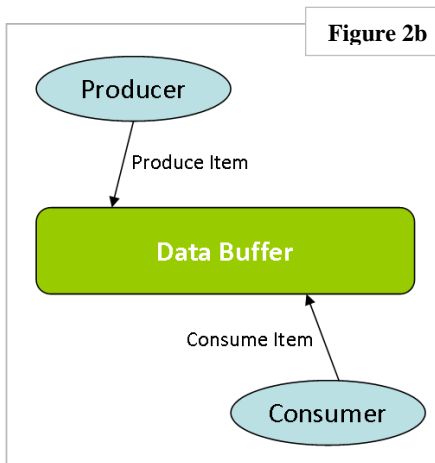 Figure 2b
Producer
Produce Item
Data Buffer
Consume Item
Consumer